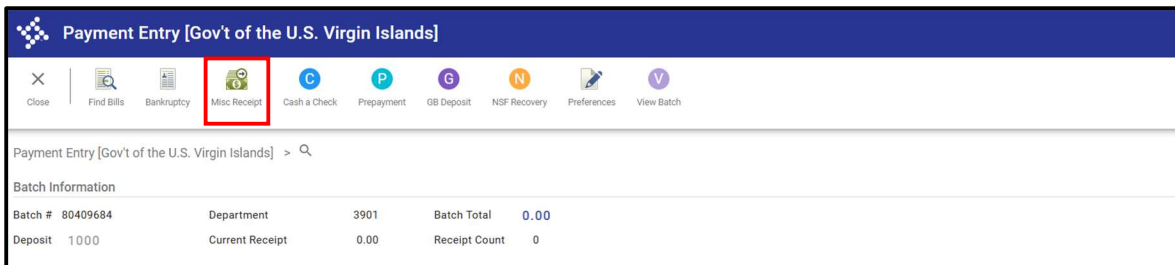 Payment Entry [Gov't of the U.S. Virgin Islands]
C P G N V
Close Find Bills Bankruptcy Misc Receipt Cash a Check Prepayment GB Deposit NSF Recovery Preferences View Batch
Payment Entry [Gov't of the U.S. Virgin Islands] >
Batch Information
Batch # 80409684 Department 3901 Batch Total 0.00
Deposit 1000 Current Receipt 0.00 Receipt Count 0